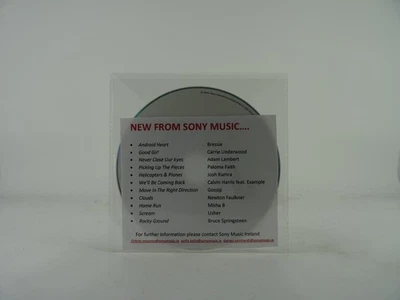 NEW FROM SONY MUSIC....
• Android Heart Bressie
• Good Girl Carrie Underwood
• Never Close Our Eyes Adam Lambert
• Picking Up The Pieces Paloma Faith
• Helicopters & Planes Josh Kumra
• We'll Be Coming Back Calvin Harris feat. Example
• Move In The Right Direction Gossip
• Clouds Newton Faulkner
• Home Run Misha B
• Scream Usher
• Rocky Ground Bruce Springsteen
For further information please contact Sony Music Ireland